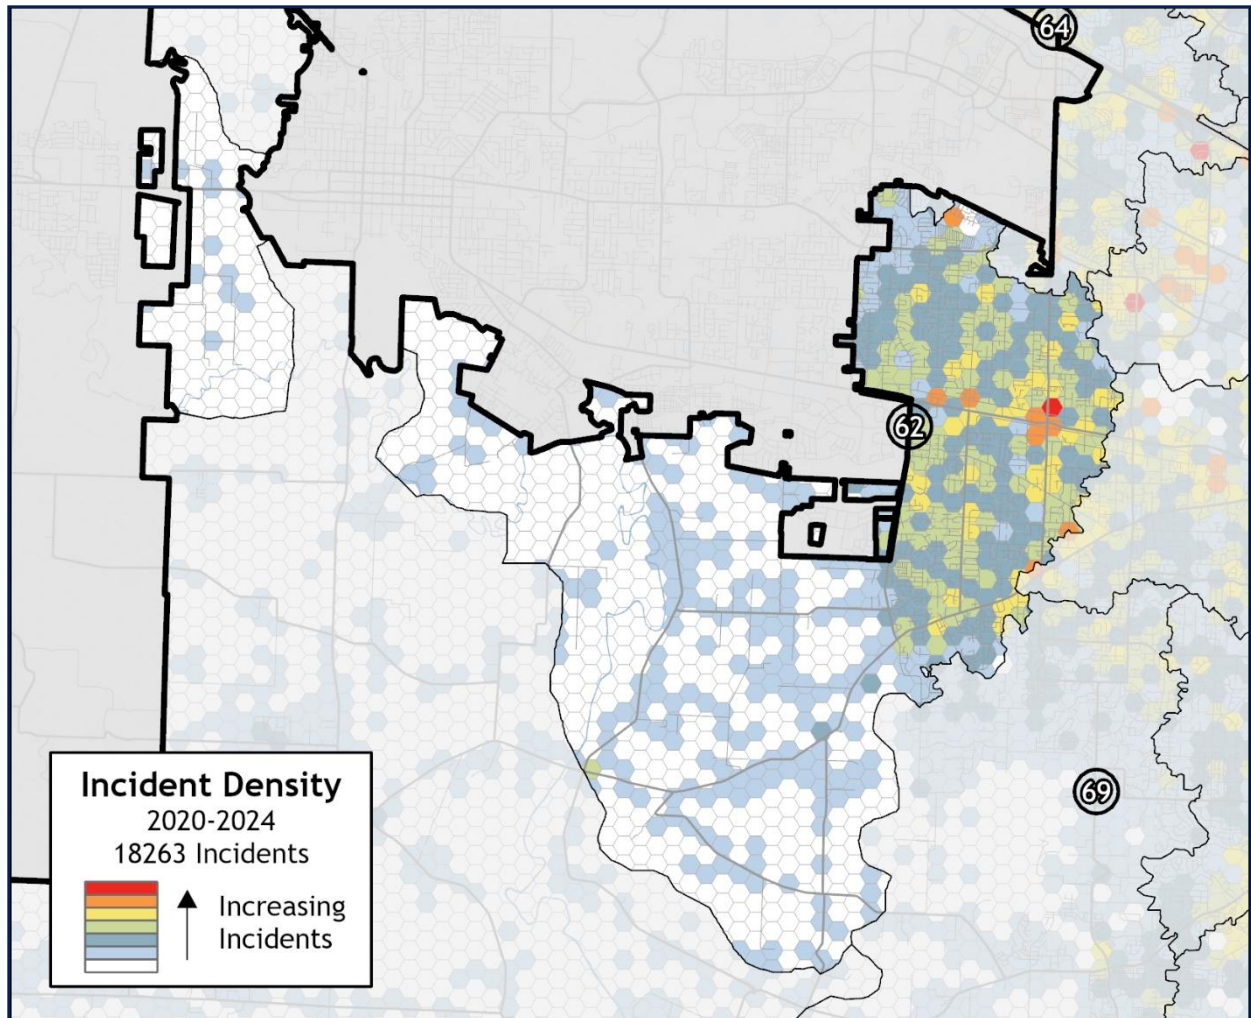 64
62
69
Incident Density
2020-2024
18263 Incidents
Increasing
Incidents